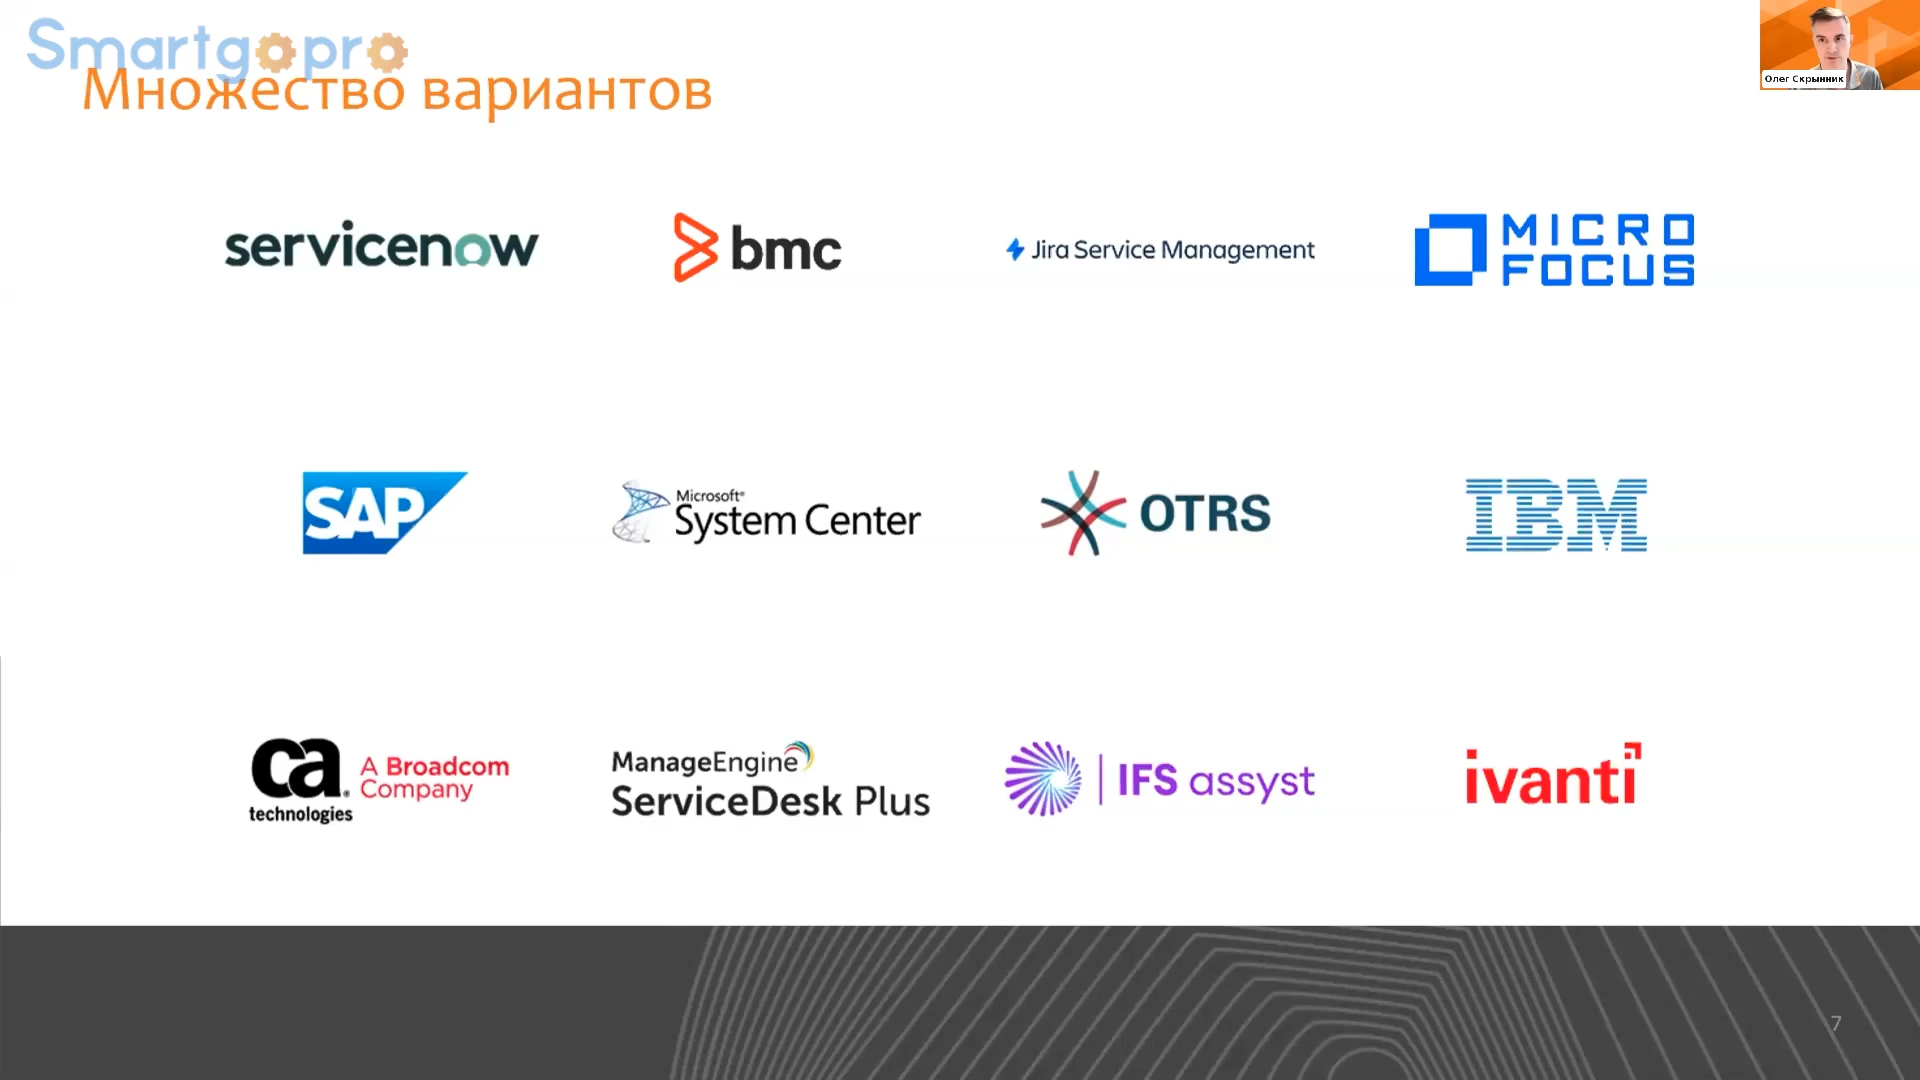 Smartgopro
Множество вариантов
Олег Скрынник
servicenow
bmc
Jira Service Management
MICRO
FOCUS
SAP
Microsoft®
System Center
OTRS
IBM
ca.
technologies
A Broadcom
Company
ManageEngine
ServiceDesk Plus
IFS assyst
ivanti
7